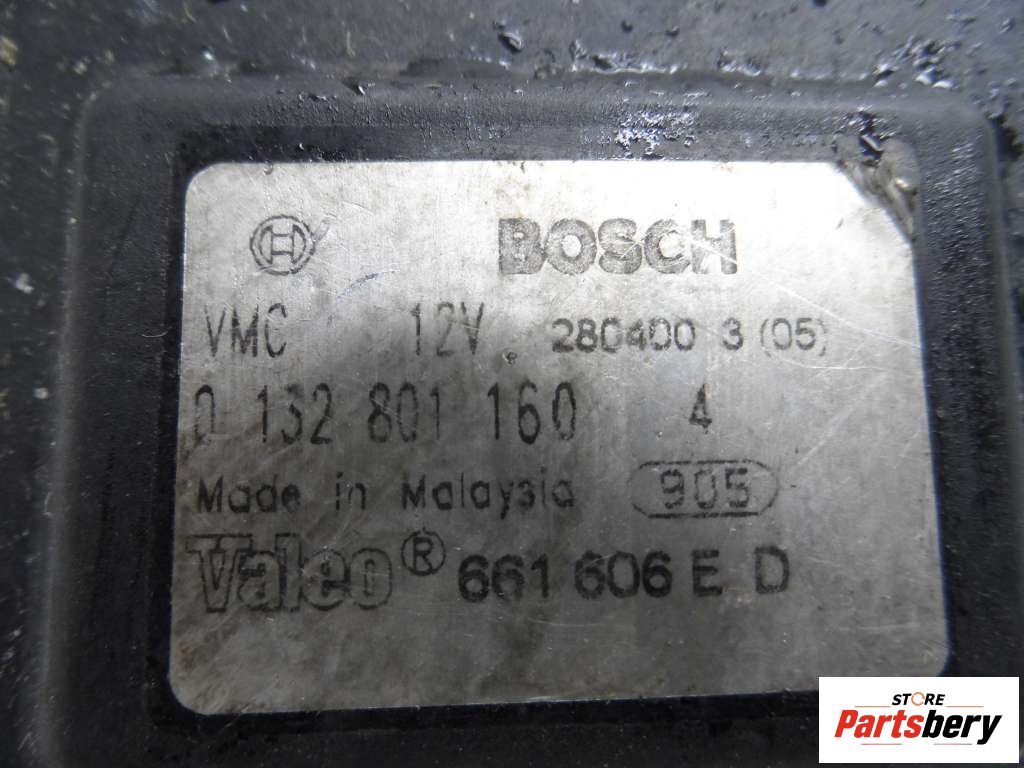 BOSCH
VMC 12V 280400 3 (05)
0 132 801 160 4
Made in Malaysia 905
Valeo® 661 606 E D
STORE
Partsbery